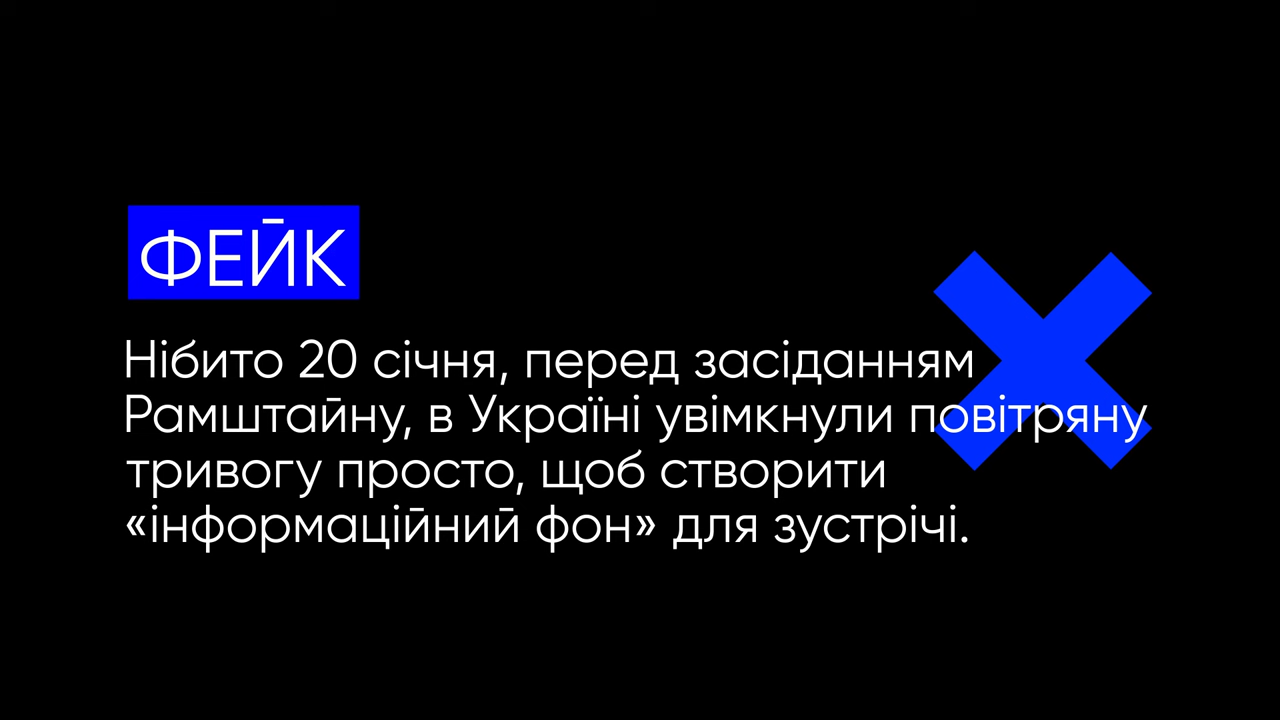 ФЕЙК
Нібито 20 січня, перед засіданням
Рамштайну, в Україні увімкнули повітряну
тривогу просто, щоб створити
«інформаційний фон» для зустрічі.